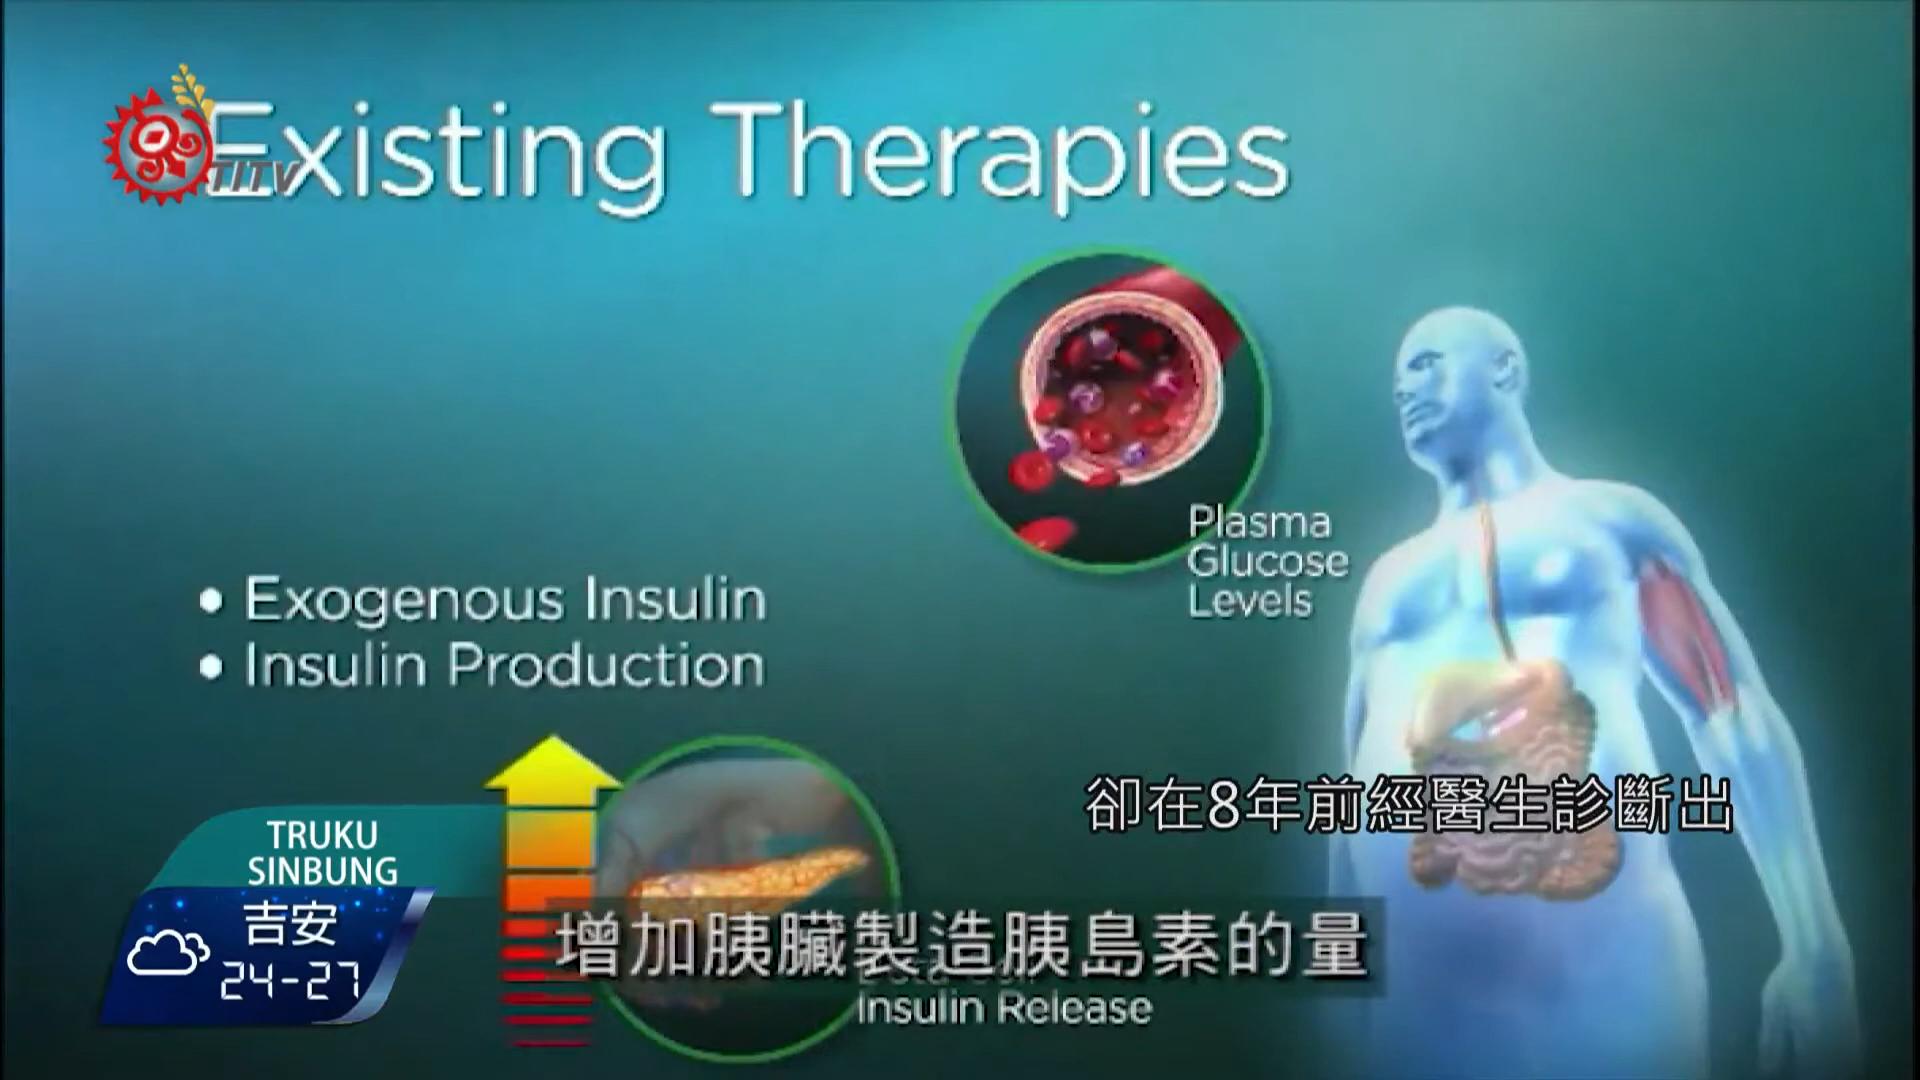 Existing Therapies
TITV
Plasma
Glucose
Levels
• Exogenous Insulin
• Insulin Production
卻在8年前經醫生診斷出
TRUKU
SINBUNG
吉安
24-27
增加胰臟製造胰島素的量
Insulin Release